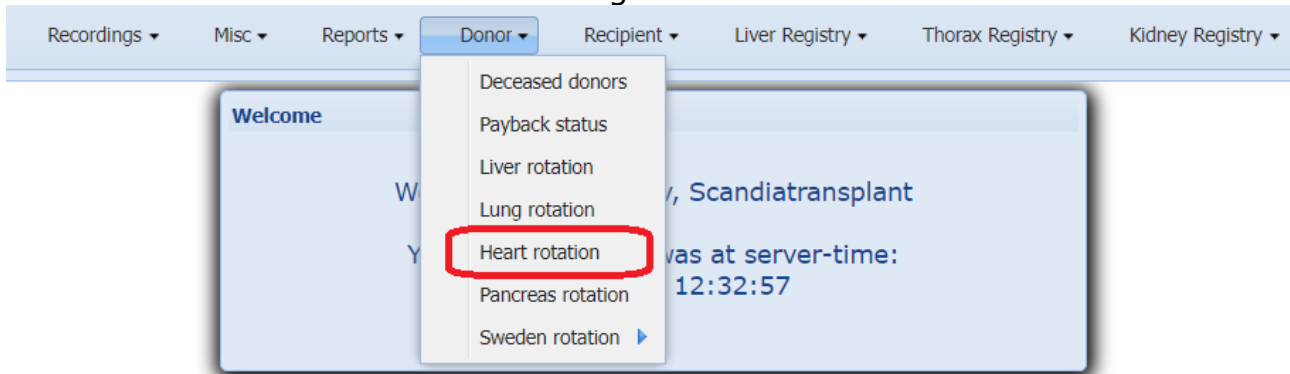 Recordings Misc Reports Donor Recipient Liver Registry Thorax Registry Kidney Registry
Welcome
Deceased donors
Payback status
Liver rotation
Lung rotation
Heart rotation
Pancreas rotation
Sweden rotation
, Scandiatransplant
was at server-time:
12:32:57